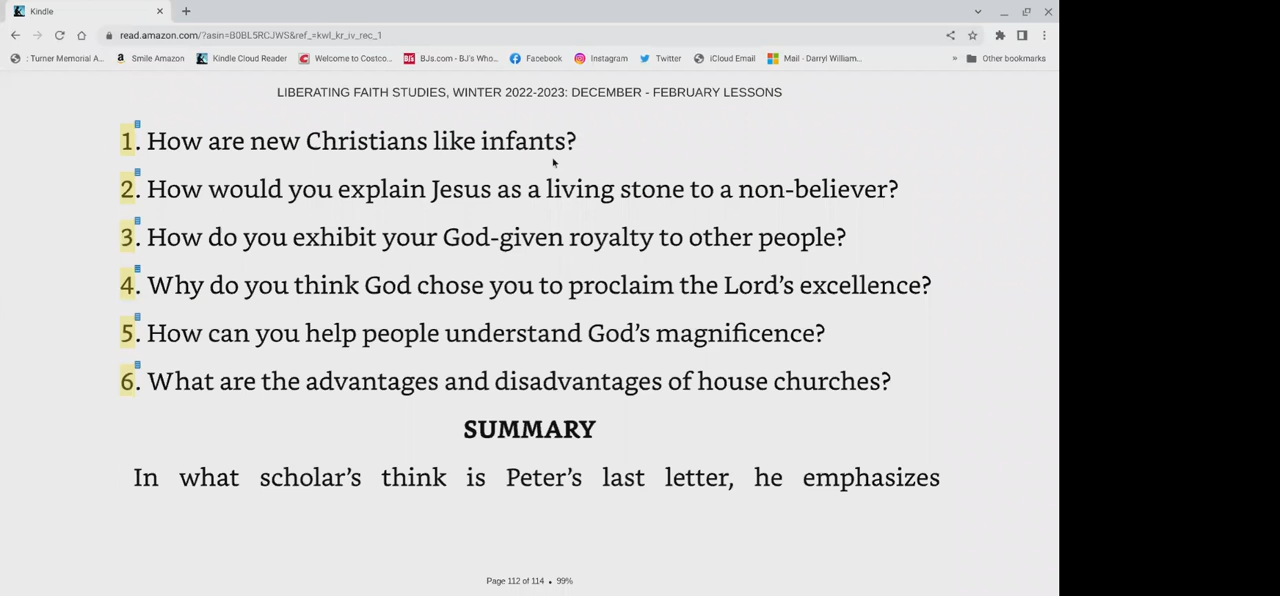 Kindle
read.amazon.com/?asin=B0BL5RCJWS&ref_=kwl_kr_iv_rec_1
: Turner Memorial A... Smile Amazon Kindle Cloud Reader Welcome to Costco... BJs.com - BJ's Who... Facebook Instagram Twitter iCloud Email Mail - Darryl William... » Other bookmarks
LIBERATING FAITH STUDIES, WINTER 2022-2023: DECEMBER - FEBRUARY LESSONS
1. How are new Christians like infants?
2. How would you explain Jesus as a living stone to a non-believer?
3. How do you exhibit your God-given royalty to other people?
4. Why do you think God chose you to proclaim the Lord's excellence?
5. How can you help people understand God's magnificence?
6. What are the advantages and disadvantages of house churches?
SUMMARY
In what scholar's think is Peter's last letter, he emphasizes
Page 112 of 114 • 99%